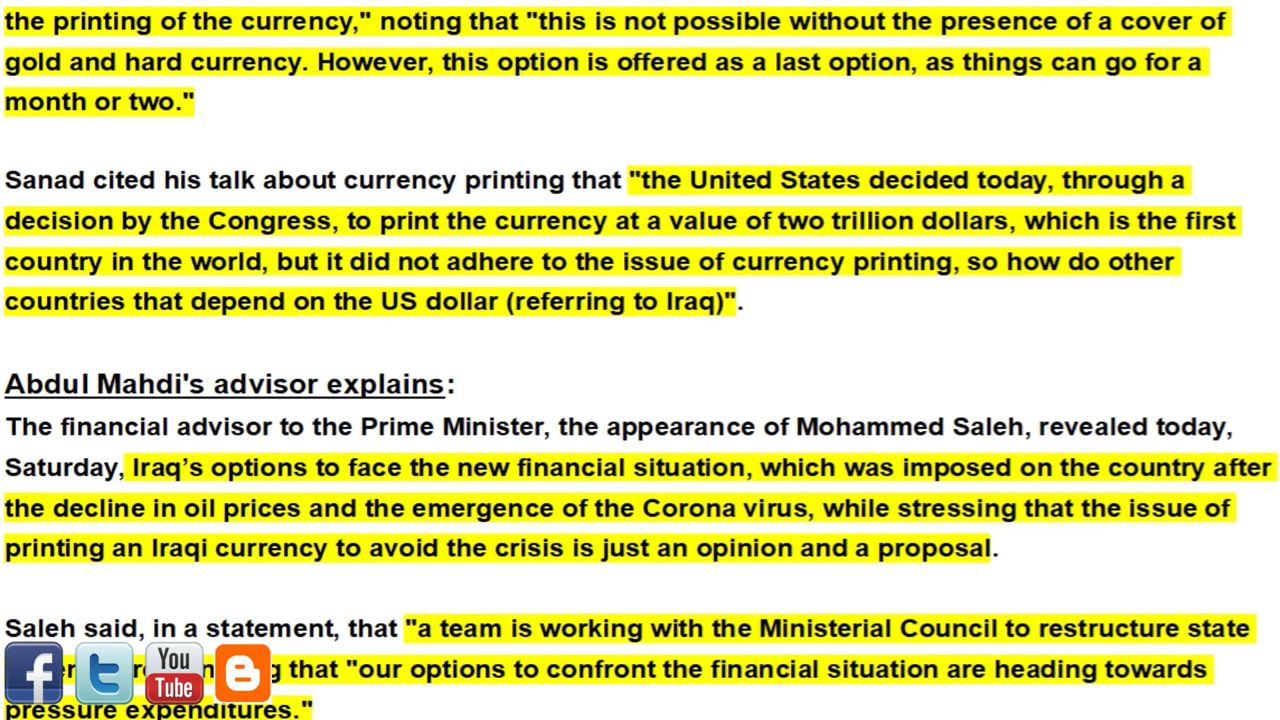 the printing of the currency," noting that "this is not possible without the presence of a cover of
gold and hard currency. However, this option is offered as a last option, as things can go for a
month or two."
Sanad cited his talk about currency printing that "the United States decided today, through a
decision by the Congress, to print the currency at a value of two trillion dollars, which is the first
country in the world, but it did not adhere to the issue of currency printing, so how do other
countries that depend on the US dollar (referring to Iraq)".
Abdul Mahdi's advisor explains:
The financial advisor to the Prime Minister, the appearance of Mohammed Saleh, revealed today,
Saturday, Iraq’s options to face the new financial situation, which was imposed on the country after
the decline in oil prices and the emergence of the Corona virus, while stressing that the issue of
printing an Iraqi currency to avoid the crisis is just an opinion and a proposal.
Saleh said, in a statement, that "a team is working with the Ministerial Council to restructure state
that "our options to confront the financial situation are heading towards
pressure expenditures."
f
t
You
Tube
B